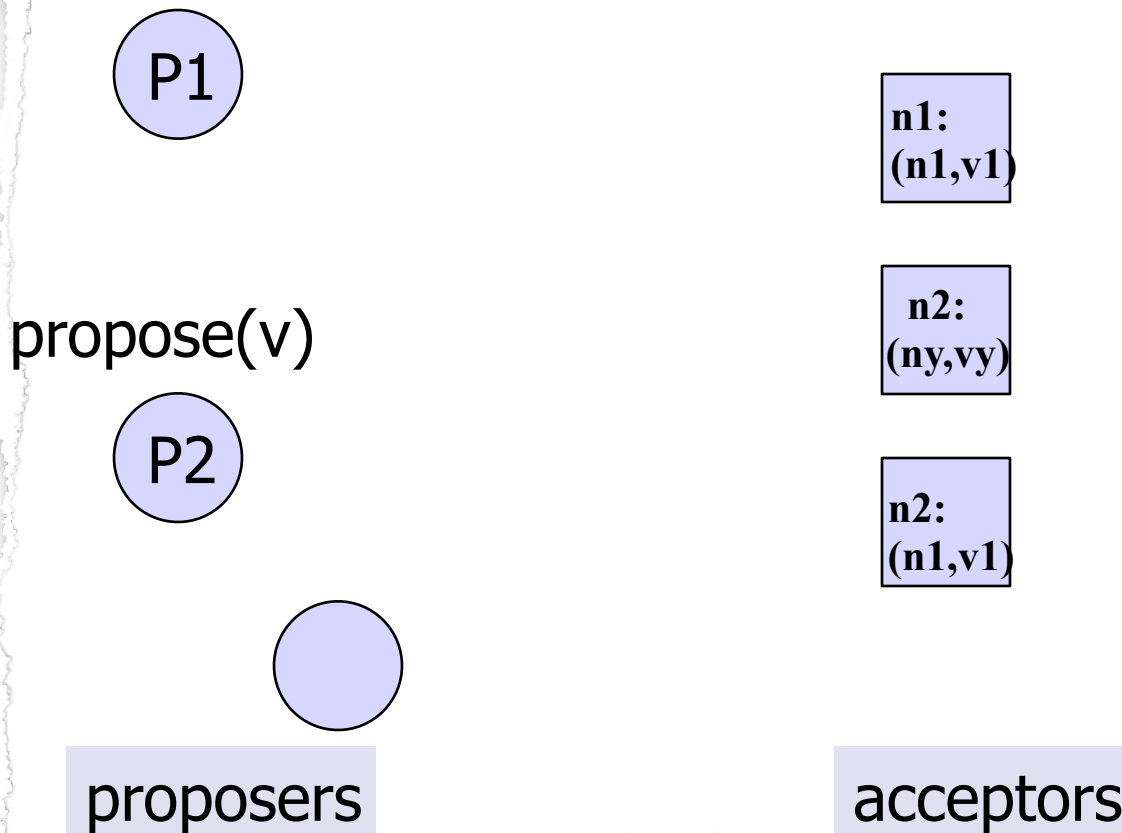 P1
n1:
(n1,v1)
propose(v)
n2:
(ny,vy)
P2
n2:
(n1,v1)
proposers
acceptors